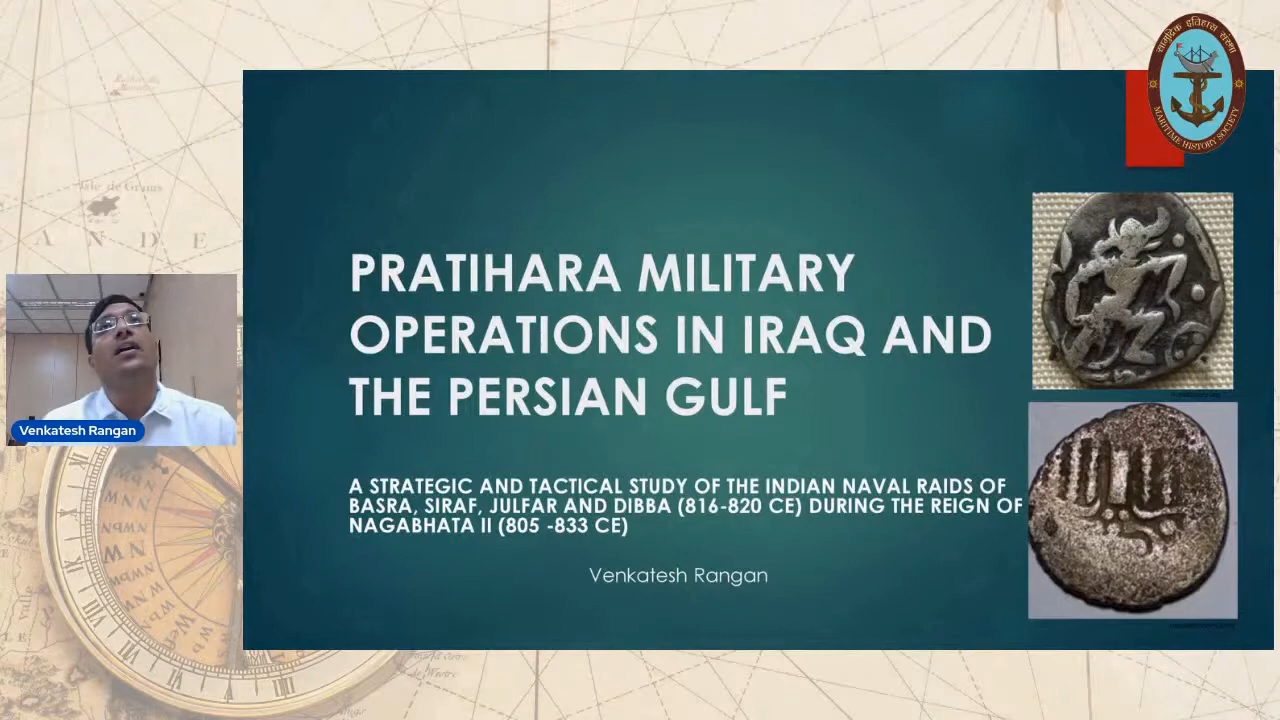 सामुद्रिक इतिहास संस्था
MARITIME HISTORY SOCIETY
PRATIHARA MILITARY
OPERATIONS IN IRAQ AND
THE PERSIAN GULF
A STRATEGIC AND TACTICAL STUDY OF THE INDIAN NAVAL RAIDS OF
BASRA, SIRAF, JULFAR AND DIBBA (816-820 CE) DURING THE REIGN OF
NAGABHATA II (805 -833 CE)
Venkatesh Rangan
Venkatesh Rangan
A N D E